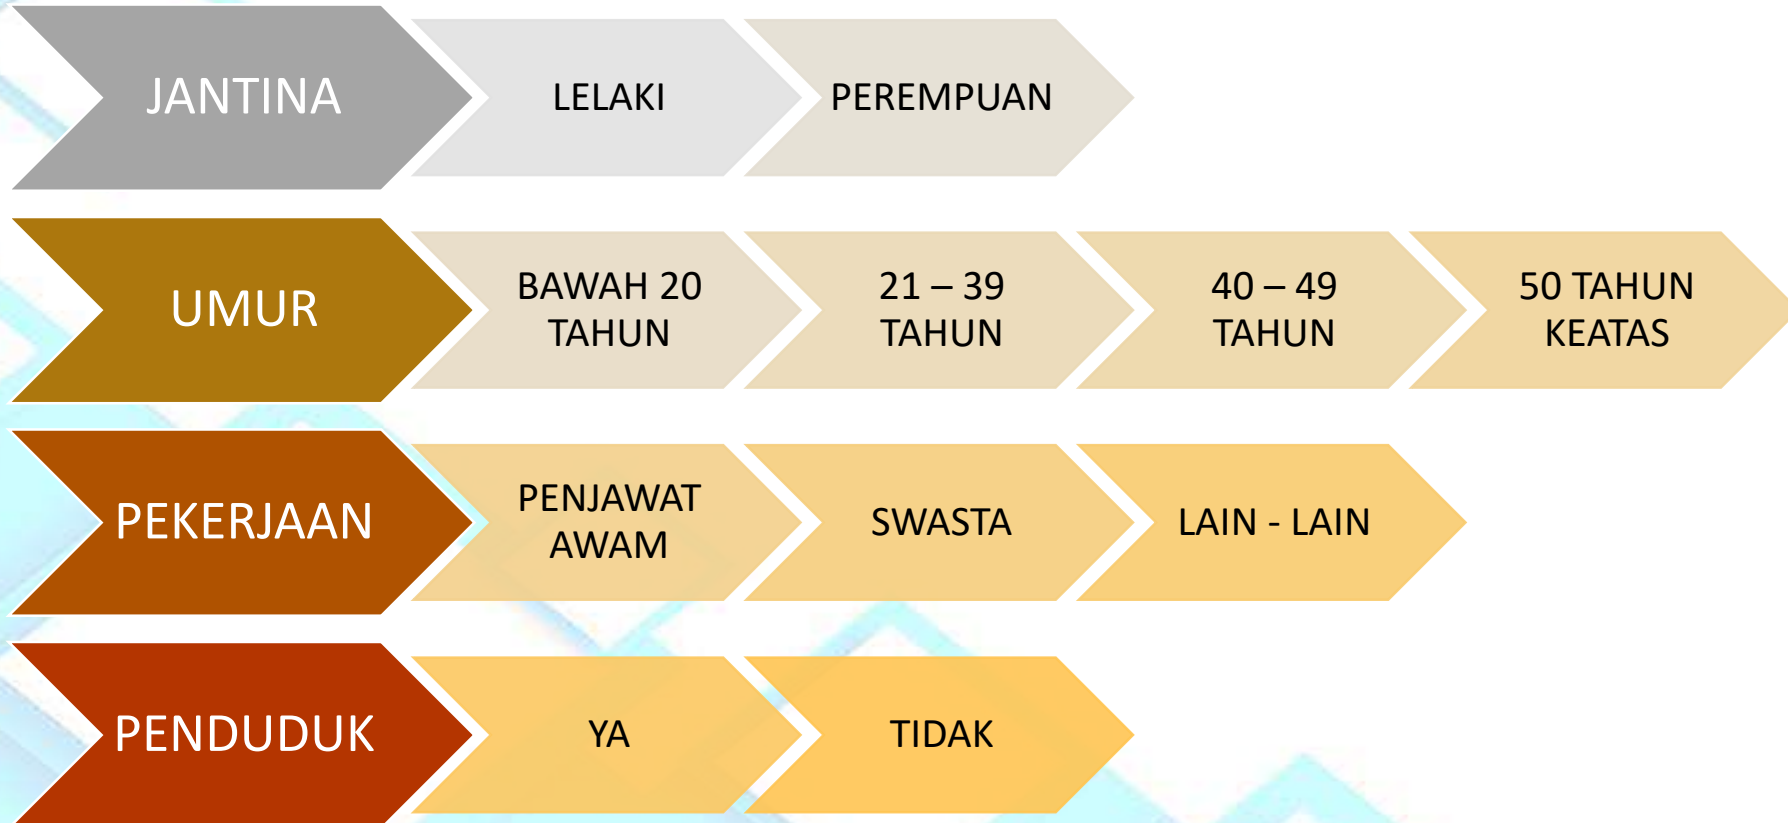 JANTINA
LELAKI
PEREMPUAN
UMUR
BAWAH 20
TAHUN
21 – 39
TAHUN
40 – 49
TAHUN
50 TAHUN
KEATAS
PEKERJAAN
PENJAWAT
AWAM
SWASTA
LAIN - LAIN
PENDUDUK
YA
TIDAK